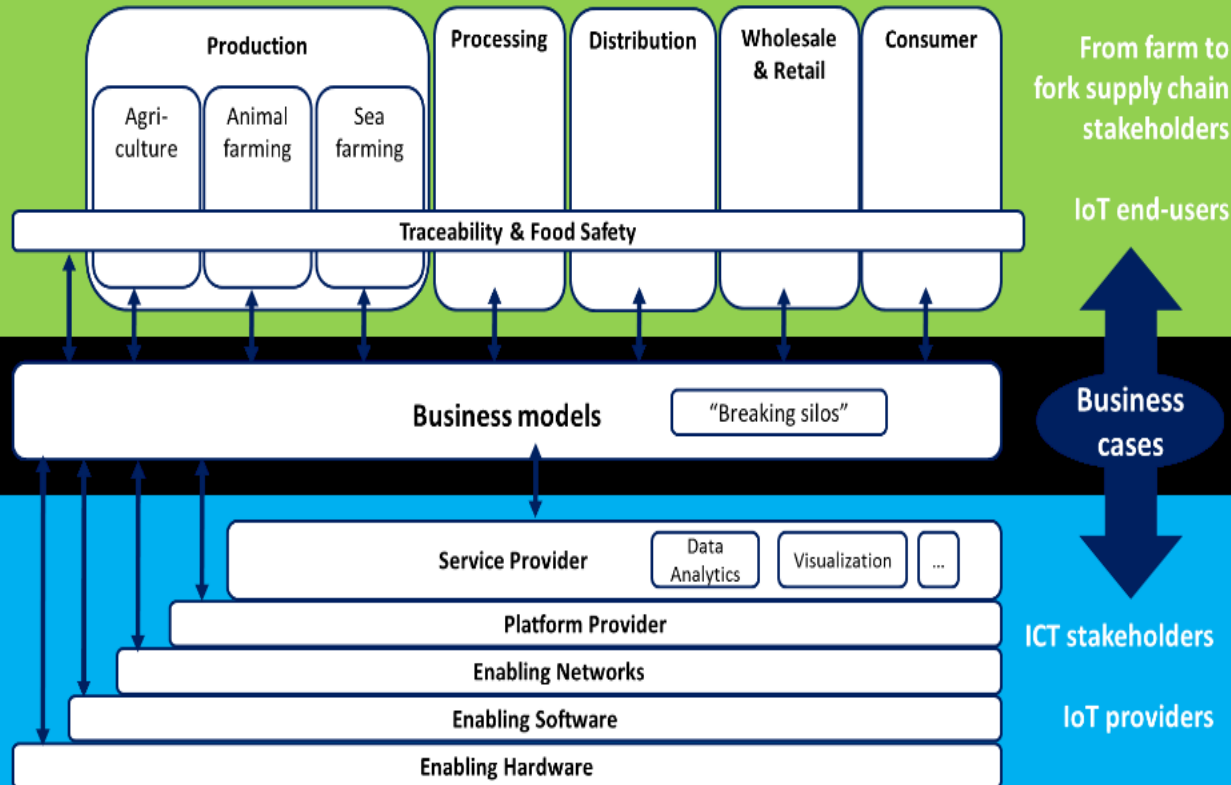 Production
Processing
Distribution
Wholesale
& Retail
Consumer
Agri-
culture
Animal
farming
Sea
farming
From farm to
fork supply chain
stakeholders
IoT end-users
Traceability & Food Safety
Business models
“Breaking silos”
Business
cases
Service Provider
Data
Analytics
Visualization
...
Platform Provider
Enabling Networks
Enabling Software
Enabling Hardware
ICT stakeholders
IoT providers